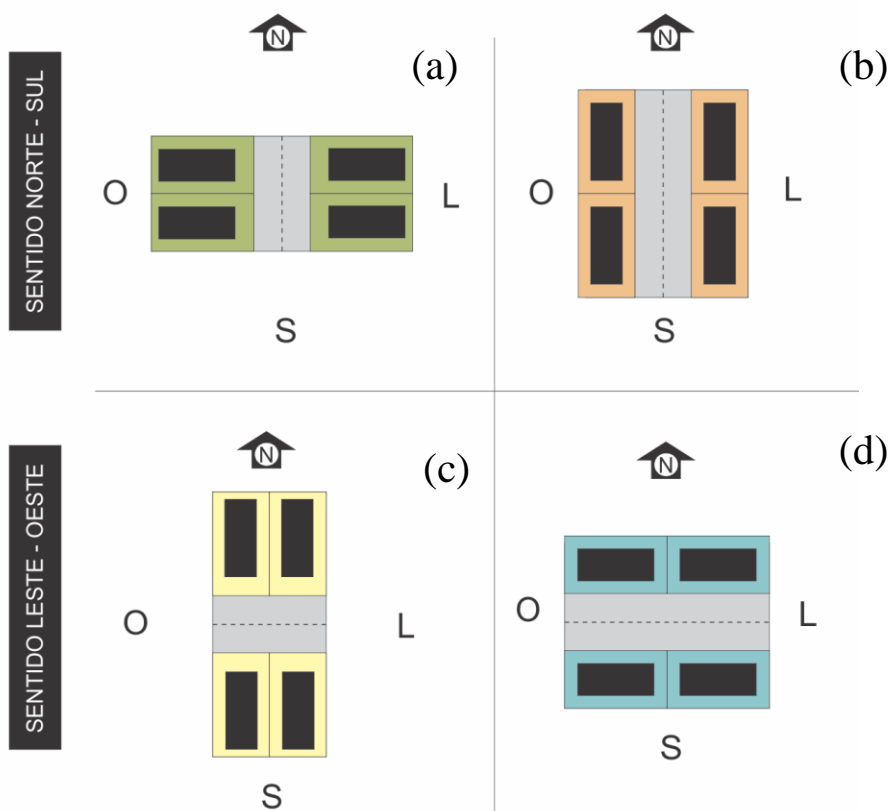 SENTIDO NORTE - SUL
N
(a)
O
L
S
N
(b)
O
L
S
SENTIDO LESTE - OESTE
N
(c)
O
L
S
N
(d)
O
L
S